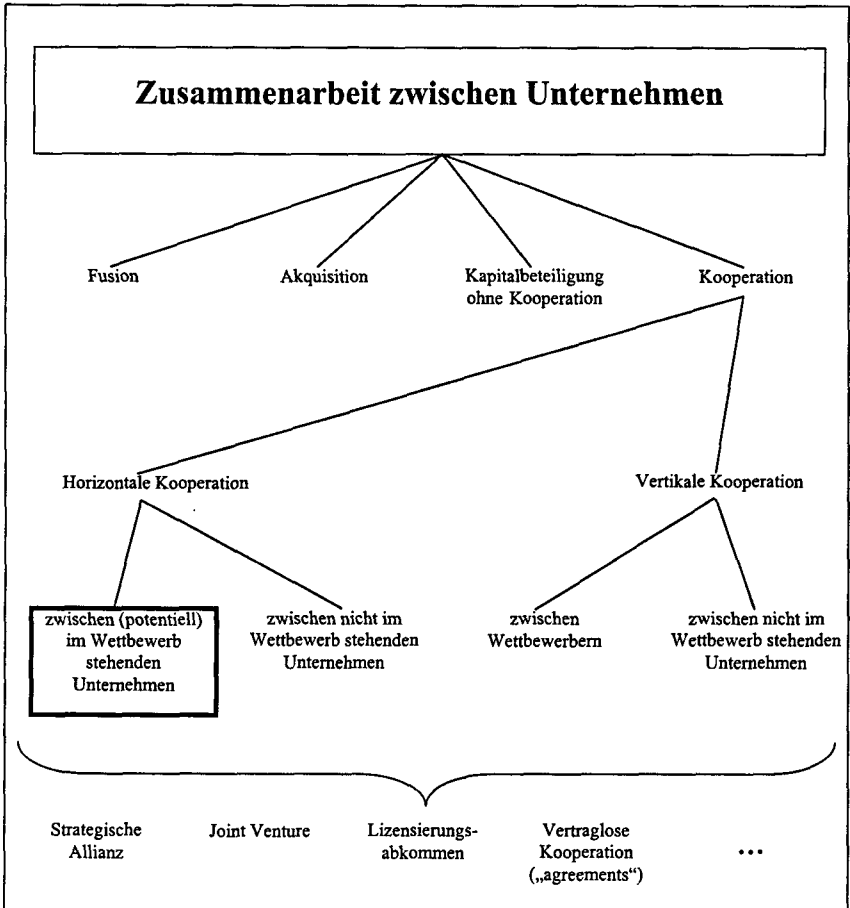 Zusammenarbeit zwischen Unternehmen
Fusion
Akquisition
Kapitalbeteiligung
ohne Kooperation
Kooperation
Horizontale Kooperation
Vertikale Kooperation
zwischen (potentiell)
im Wettbewerb
stehenden
Unternehmen
zwischen nicht im
Wettbewerb stehenden
Unternehmen
zwischen
Wettbewerbern
zwischen nicht im
Wettbewerb stehenden
Unternehmen
Strategische
Allianz
Joint Venture
Lizensierungs-
abkommen
Vertraglose
Kooperation
(„agreements“)
...